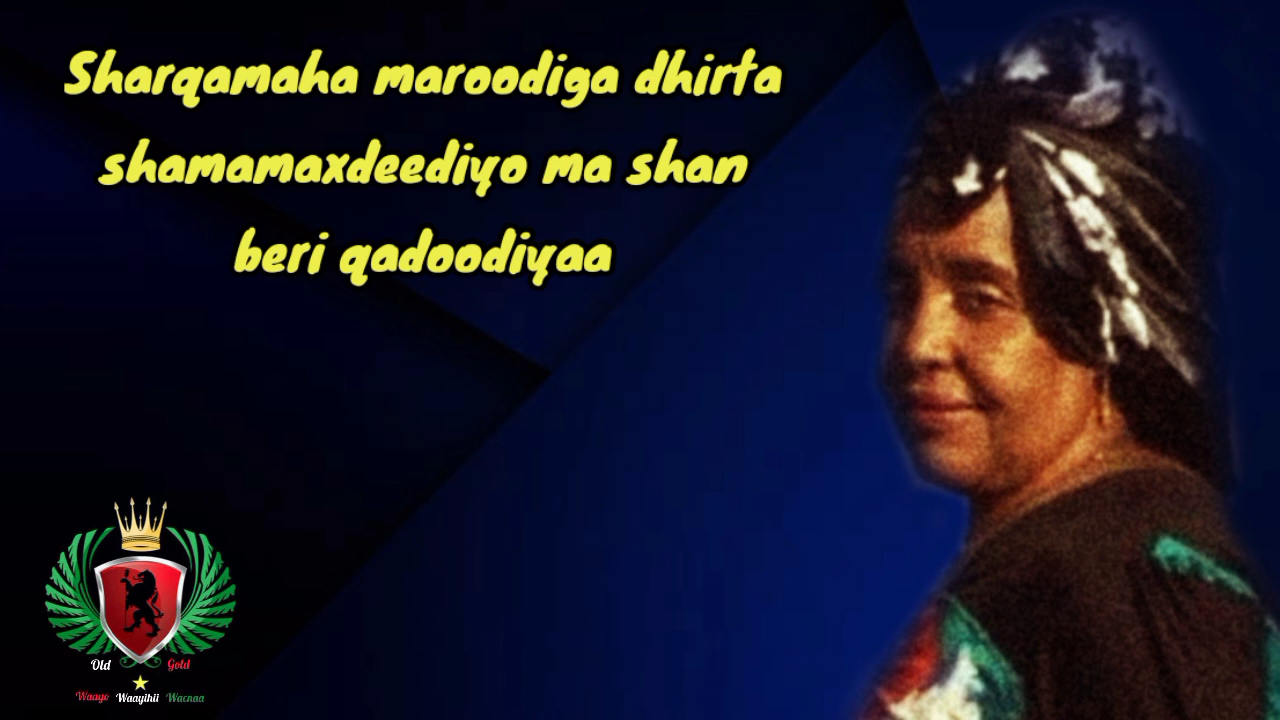 Sharqamaha maroodiga dhirta
shamamaxdeediyo ma shan
beri qadoodiyaa
Old Gold
Waayo Waayihii Wacnaa